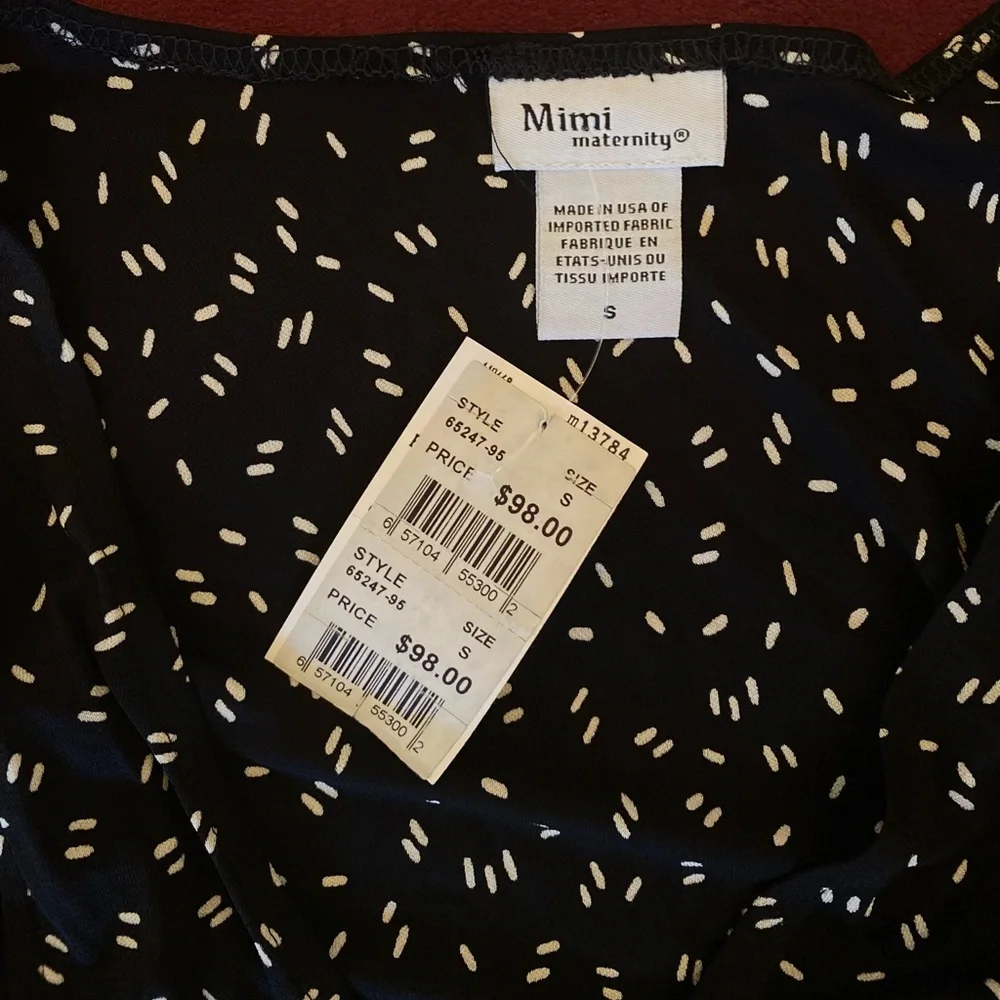 Mimi
maternity®
MADE IN USA OF
IMPORTED FABRIC
FABRIQUE EN
ETATS-UNIS DU
TISSU IMPORTE
S
m13784
STYLE
65247-95
SIZE
S
PRICE
$98.00
6 57104 55300 2
STYLE
65247-95
SIZE
S
PRICE
$98.00
6 57104 55300 2